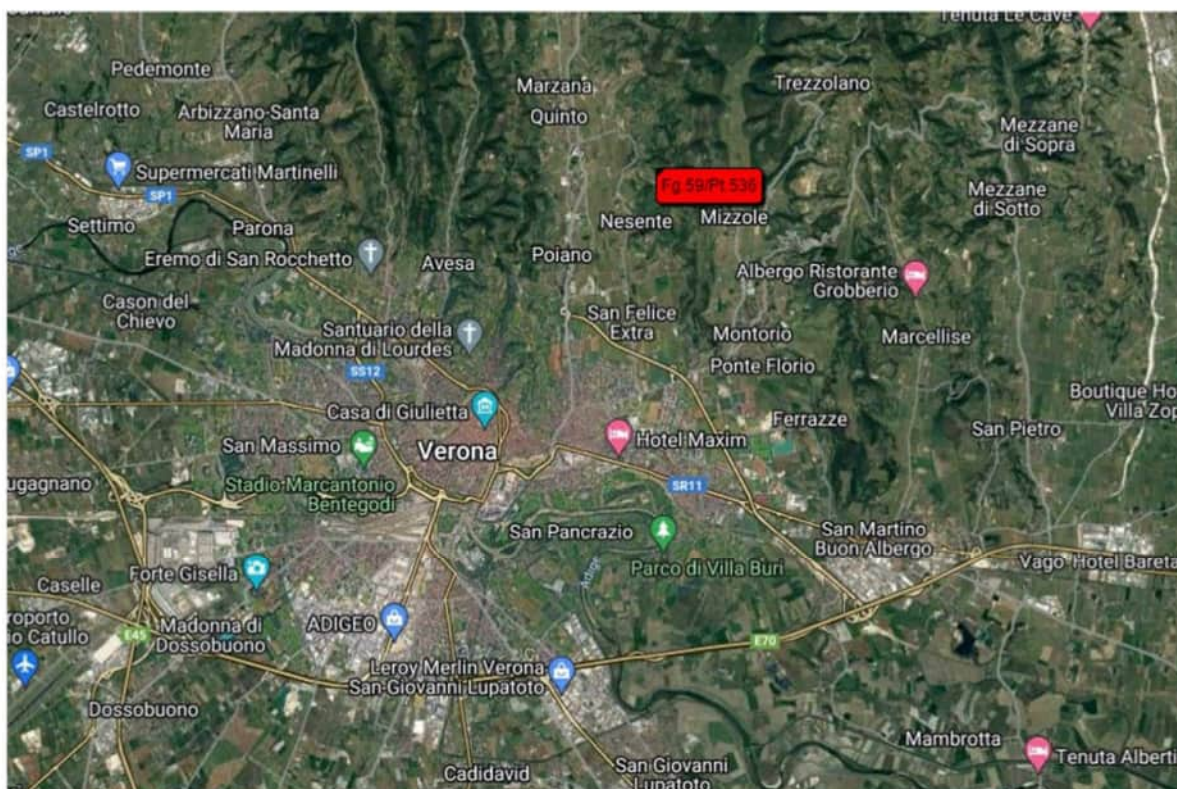 Tenuta Le Cave
Pedemonte
Marzana
Trezzolano
Castelrotto
Arbizzano-Santa
Maria
Quinto
Mezzane
di Sopra
SP1
Supermercati Martinelli
SP1
Fg.59/Pt.536
Mezzane
di Sotto
Settimo
Parona
Nesente
Mizzole
Eremo di San Rocchetto
Avesa
Poiano
Albergo Ristorante
Grobberio
Cason del
Chievo
San Felice
Extra
Santuario della
Madonna di Lourdes
Montorio
Marcellise
SS12
Ponte Florio
Boutique Ho
Villa Zop
Casa di Giulietta
Ferrazze
San Pietro
San Massimo
Verona
Hotel Maxim
ugagnano
Stadio Marcantonio
Bentegodi
SR11
San Pancrazio
San Martino
Buon Albergo
Parco di Villa Buri
Vago
Hotel Bareta
Adige
Caselle
Forte Gisella
roporto
io Catullo
E45
Madonna di
Dossobuono
ADIGEO
E70
Leroy Merlin Verona
San Giovanni Lupatoto
Dossobuono
Mambrotta
Tenuta Alberti
Cadidavid
San Giovanni
Lupatoto